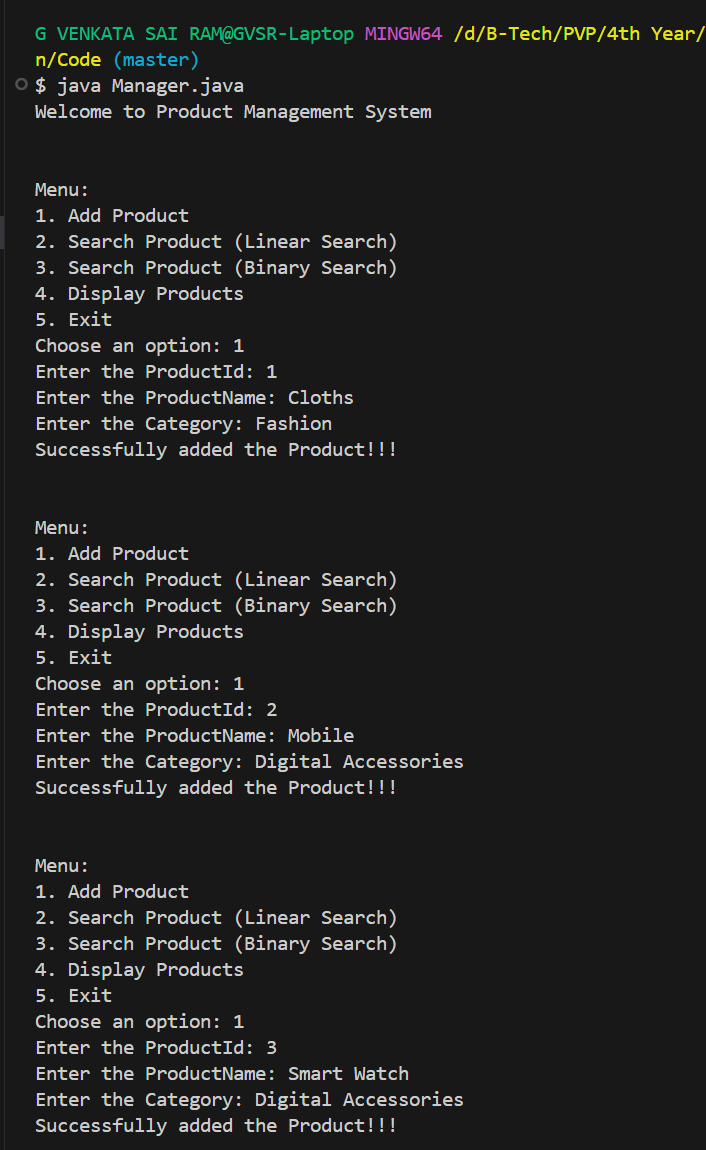 G VENKATA SAI RAM@GVSR-Laptop MINGW64 /d/B-Tech/PVP/4th Year/
n/Code (master)
$ java Manager.java
Welcome to Product Management System
Menu:
1. Add Product
2. Search Product (Linear Search)
3. Search Product (Binary Search)
4. Display Products
5. Exit
Choose an option: 1
Enter the ProductId: 1
Enter the ProductName: Cloths
Enter the Category: Fashion
Successfully added the Product!!!
Menu:
1. Add Product
2. Search Product (Linear Search)
3. Search Product (Binary Search)
4. Display Products
5. Exit
Choose an option: 1
Enter the ProductId: 2
Enter the ProductName: Mobile
Enter the Category: Digital Accessories
Successfully added the Product!!!
Menu:
1. Add Product
2. Search Product (Linear Search)
3. Search Product (Binary Search)
4. Display Products
5. Exit
Choose an option: 1
Enter the ProductId: 3
Enter the ProductName: Smart Watch
Enter the Category: Digital Accessories
Successfully added the Product!!!